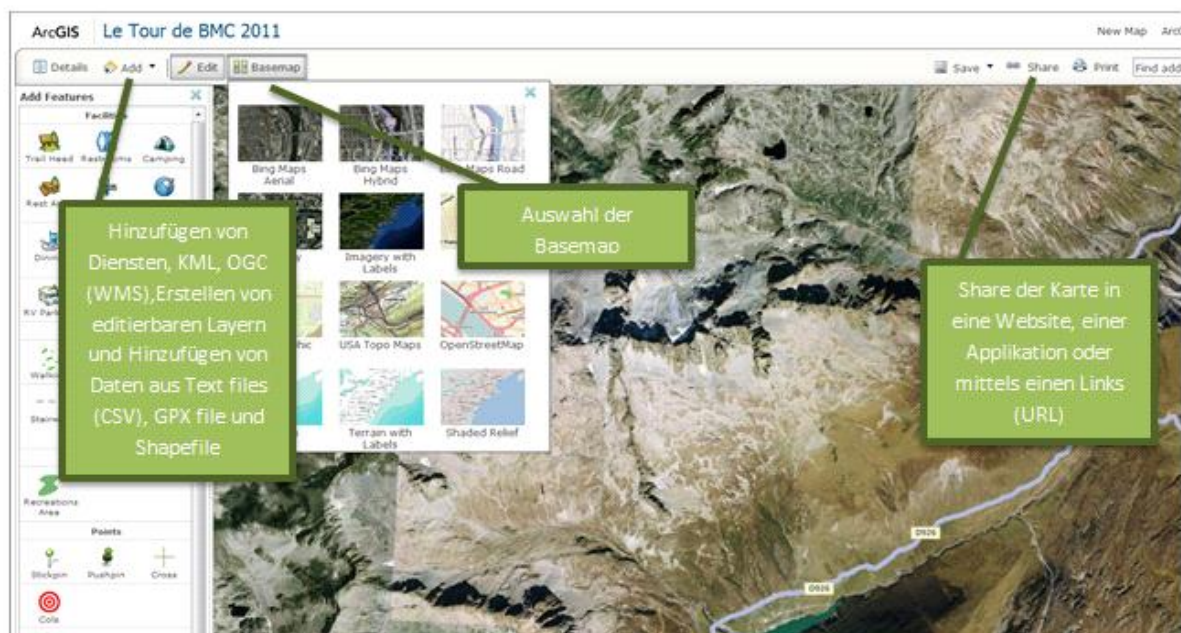 ArcGIS Le Tour de BMC 2011
New Map
Details Add Edit Basemap
Save Share Print Find add
Add Features
Trail Head Restrooms Camping
Bing Maps Aerial
Bing Maps Hybrid
Maps Road
Imagery with Labels
USA Topo Maps
OpenStreetMap
Terrain with Labels
Shaded Relief
Hinzufügen von
Diensten, KML, OGC
(WMS),Erstellen von
editierbaren Layern
und Hinzufügen von
Daten aus Text files
(CSV), GPX file und
Shapefile
Auswahl der
Basemap
Share der Karte in
eine Website, einer
Applikation oder
mittels einen Links
(URL)
Recreations
Area
Points
Stickpin Pushpin Cross
Cola
D926
D926